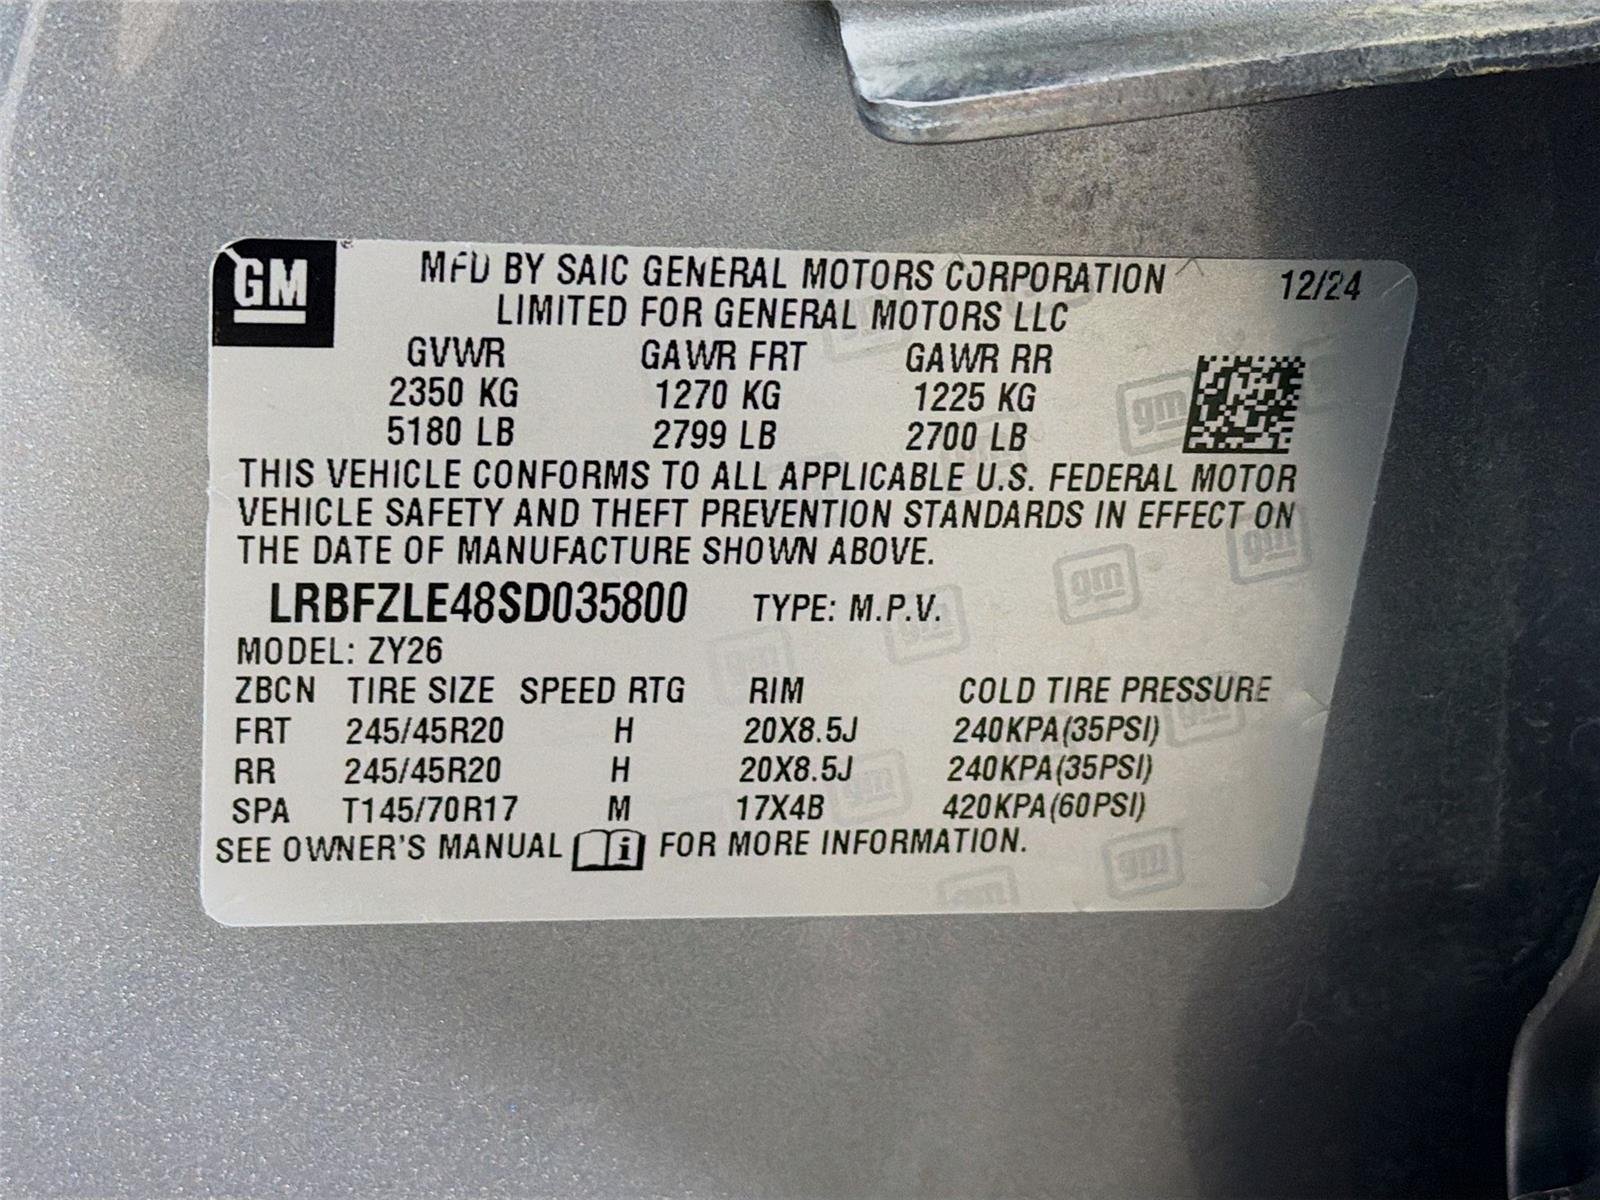 GM
MFD BY SAIC GENERAL MOTORS CORPORATION
12/24
LIMITED FOR GENERAL MOTORS LLC
GVWR GAWR FRT GAWR RR
2350 KG 1270 KG 1225 KG
5180 LB 2799 LB 2700 LB
THIS VEHICLE CONFORMS TO ALL APPLICABLE U.S. FEDERAL MOTOR
VEHICLE SAFETY AND THEFT PREVENTION STANDARDS IN EFFECT ON
THE DATE OF MANUFACTURE SHOWN ABOVE.
LRBFZLE48SD035800 TYPE: M.P.V.
MODEL: ZY26
ZBCN TIRE SIZE SPEED RTG RIM COLD TIRE PRESSURE
FRT 245/45R20 H 20X8.5J 240KPA(35PSI)
RR 245/45R20 H 20X8.5J 240KPA(35PSI)
SPA T145/70R17 M 17X4B 420KPA(60PSI)
SEE OWNER'S MANUAL i FOR MORE INFORMATION.